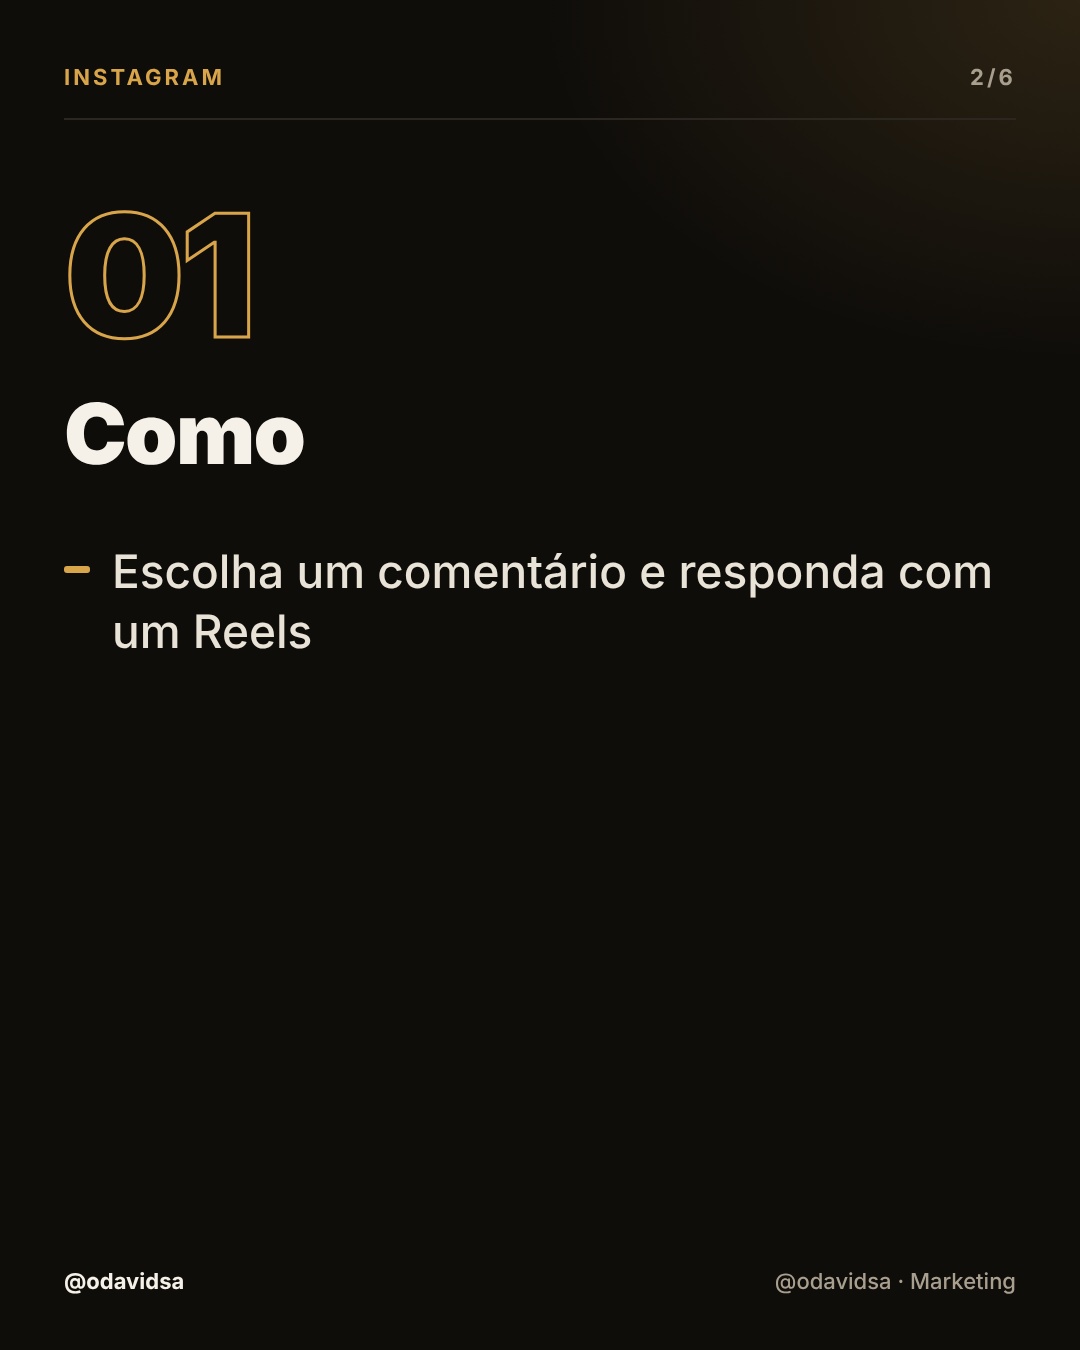 INSTAGRAM
2/6
01
Como
– Escolha um comentário e responda com
um Reels
@odavidsa
@odavidsa · Marketing